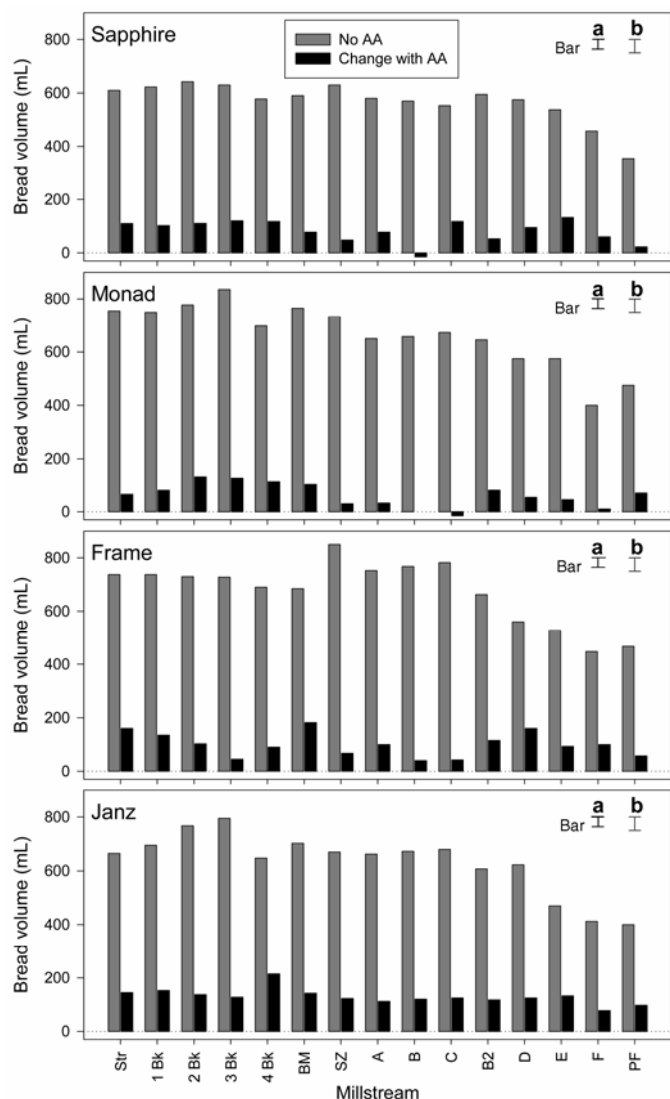 Sapphire
No AA
Change with AA
Bar a b
800
600
400
200
0
Bread volume (mL)
Monad
Bar a b
800
600
400
200
0
Bread volume (mL)
Frame
Bar a b
800
600
400
200
0
Bread volume (mL)
Janz
Bar a b
800
600
400
200
0
Bread volume (mL)
Str 1 Bk 2 Bk 3 Bk 4 Bk BM SZ A B C B2 D E F PF
Millstream